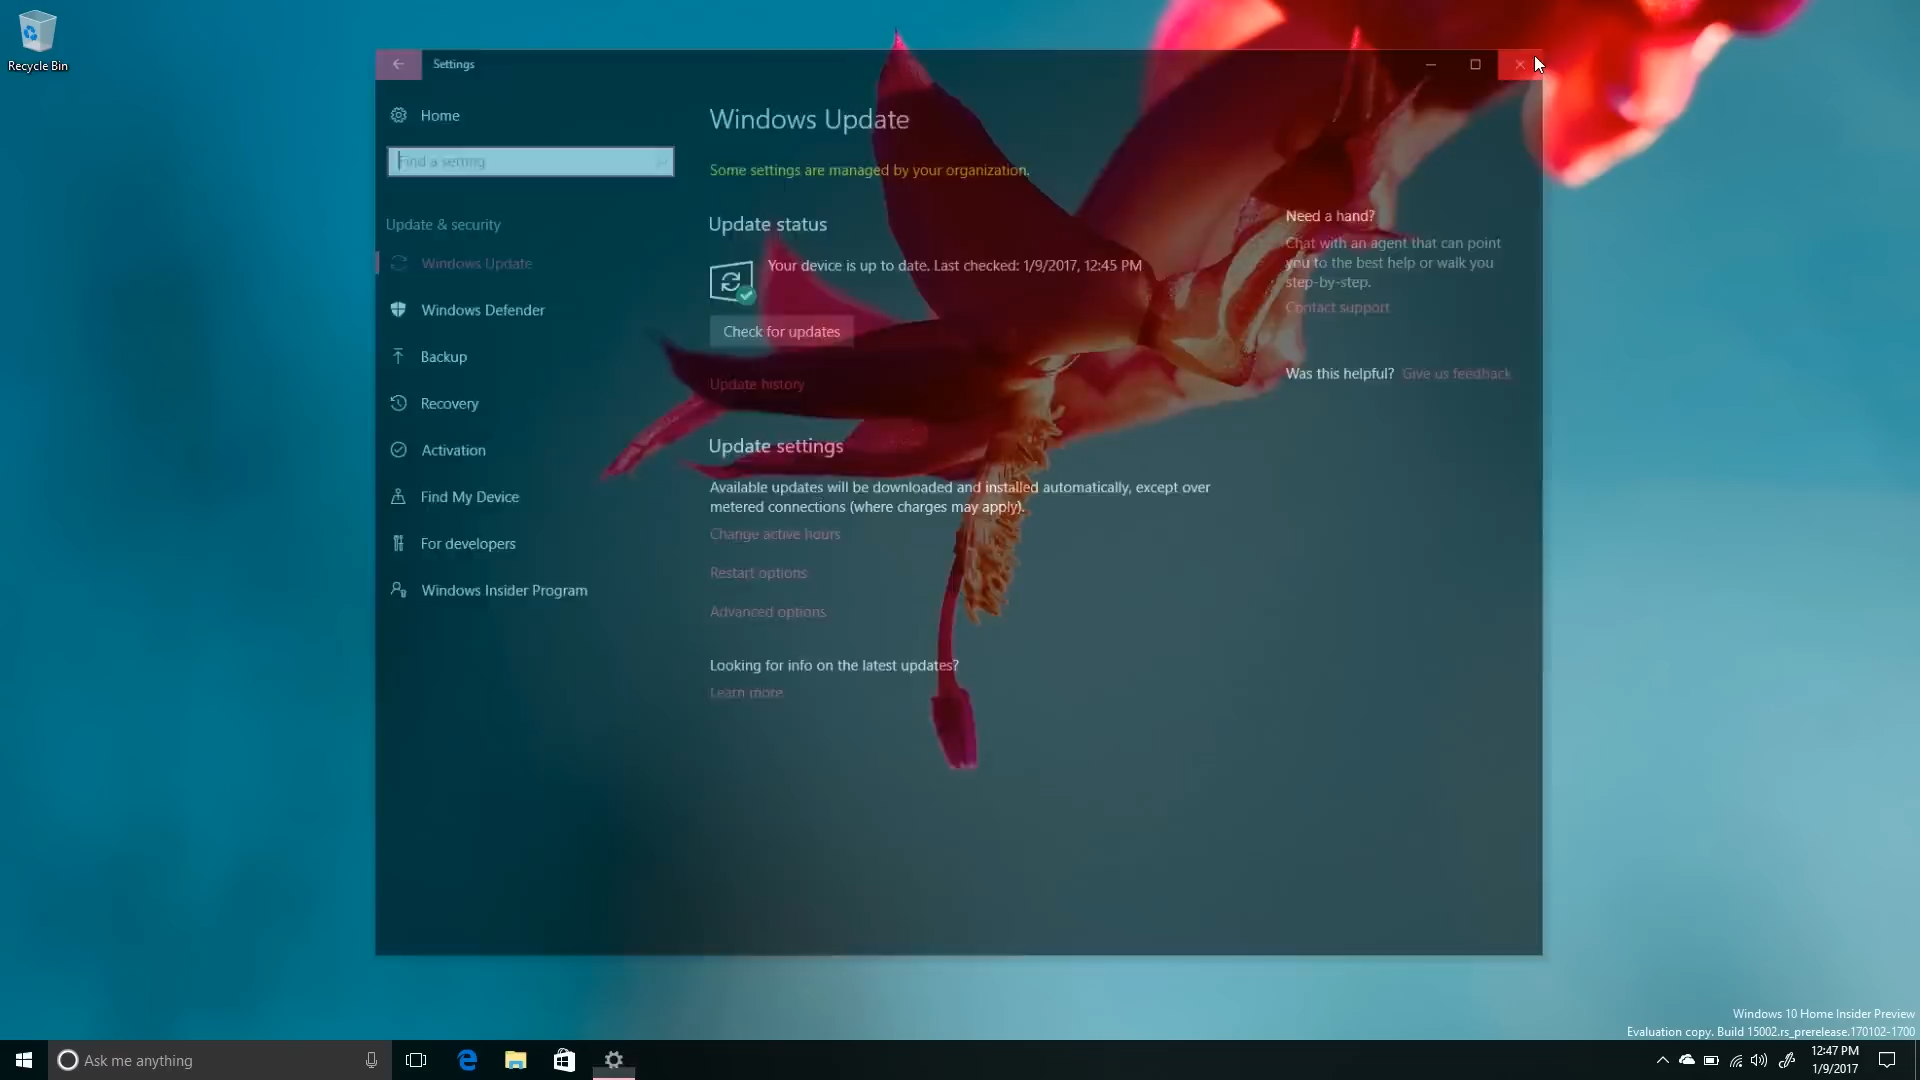 Recycle Bin
Settings
Home
Find a setting
Update & security
Windows Update
Windows Defender
Backup
Recovery
Activation
Find My Device
For developers
Windows Insider Program
Windows Update
Some settings are managed by your organization.
Update status
Your device is up to date. Last checked: 1/9/2017, 12:45 PM
Check for updates
Update history
Update settings
Available updates will be downloaded and installed automatically, except over
metered connections (where charges may apply).
Change active hours
Restart options
Advanced options
Looking for info on the latest updates?
Learn more
Need a hand?
Chat with an agent that can point
you to the best help or walk you
step-by-step.
Contact support
Was this helpful? Give us feedback
Windows 10 Home Insider Preview
Evaluation copy. Build 15002.rs_prerelease.170102-1700
Ask me anything
12:47 PM
1/9/2017